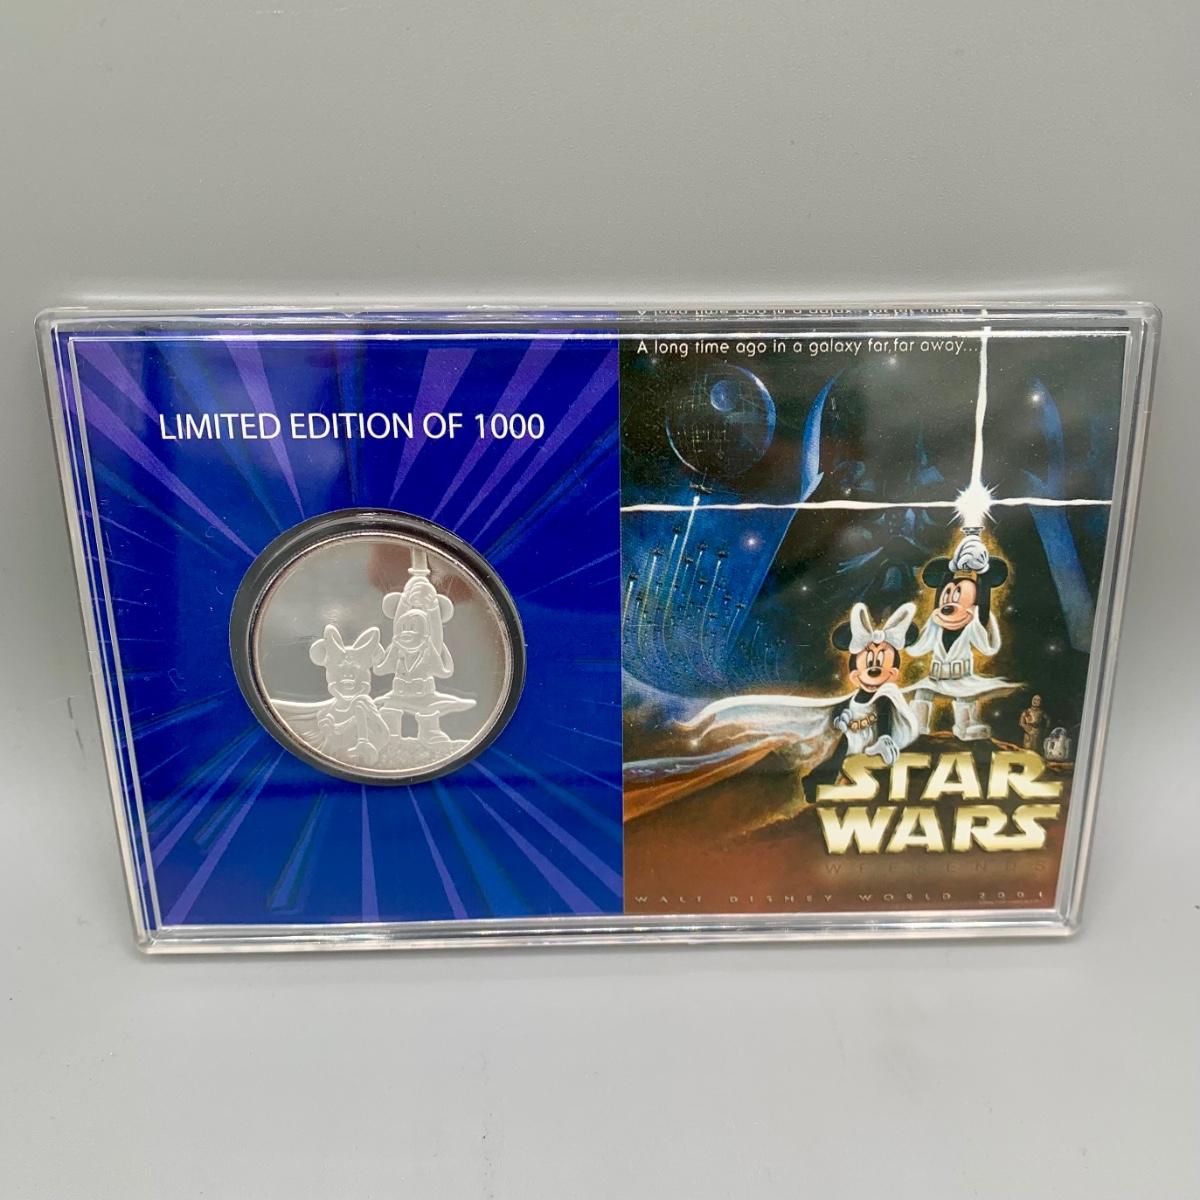 LIMITED EDITION OF 1000
A long time ago in a galaxy far, far away...
STAR
WARS
WEEKENDS
WALT DISNEY WORLD 2001